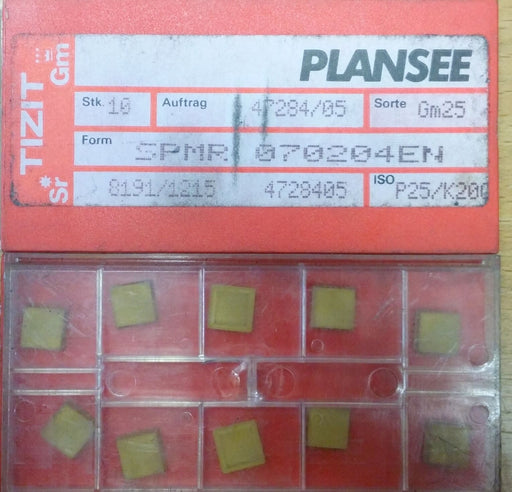 TIZIT Gm
Sr*
PLANSEE
Stk. 10 Auftrag 47284/05 Sorte Gm25
Form SPMR 070204EN
8191/1215 4728405 ISO P25/K20